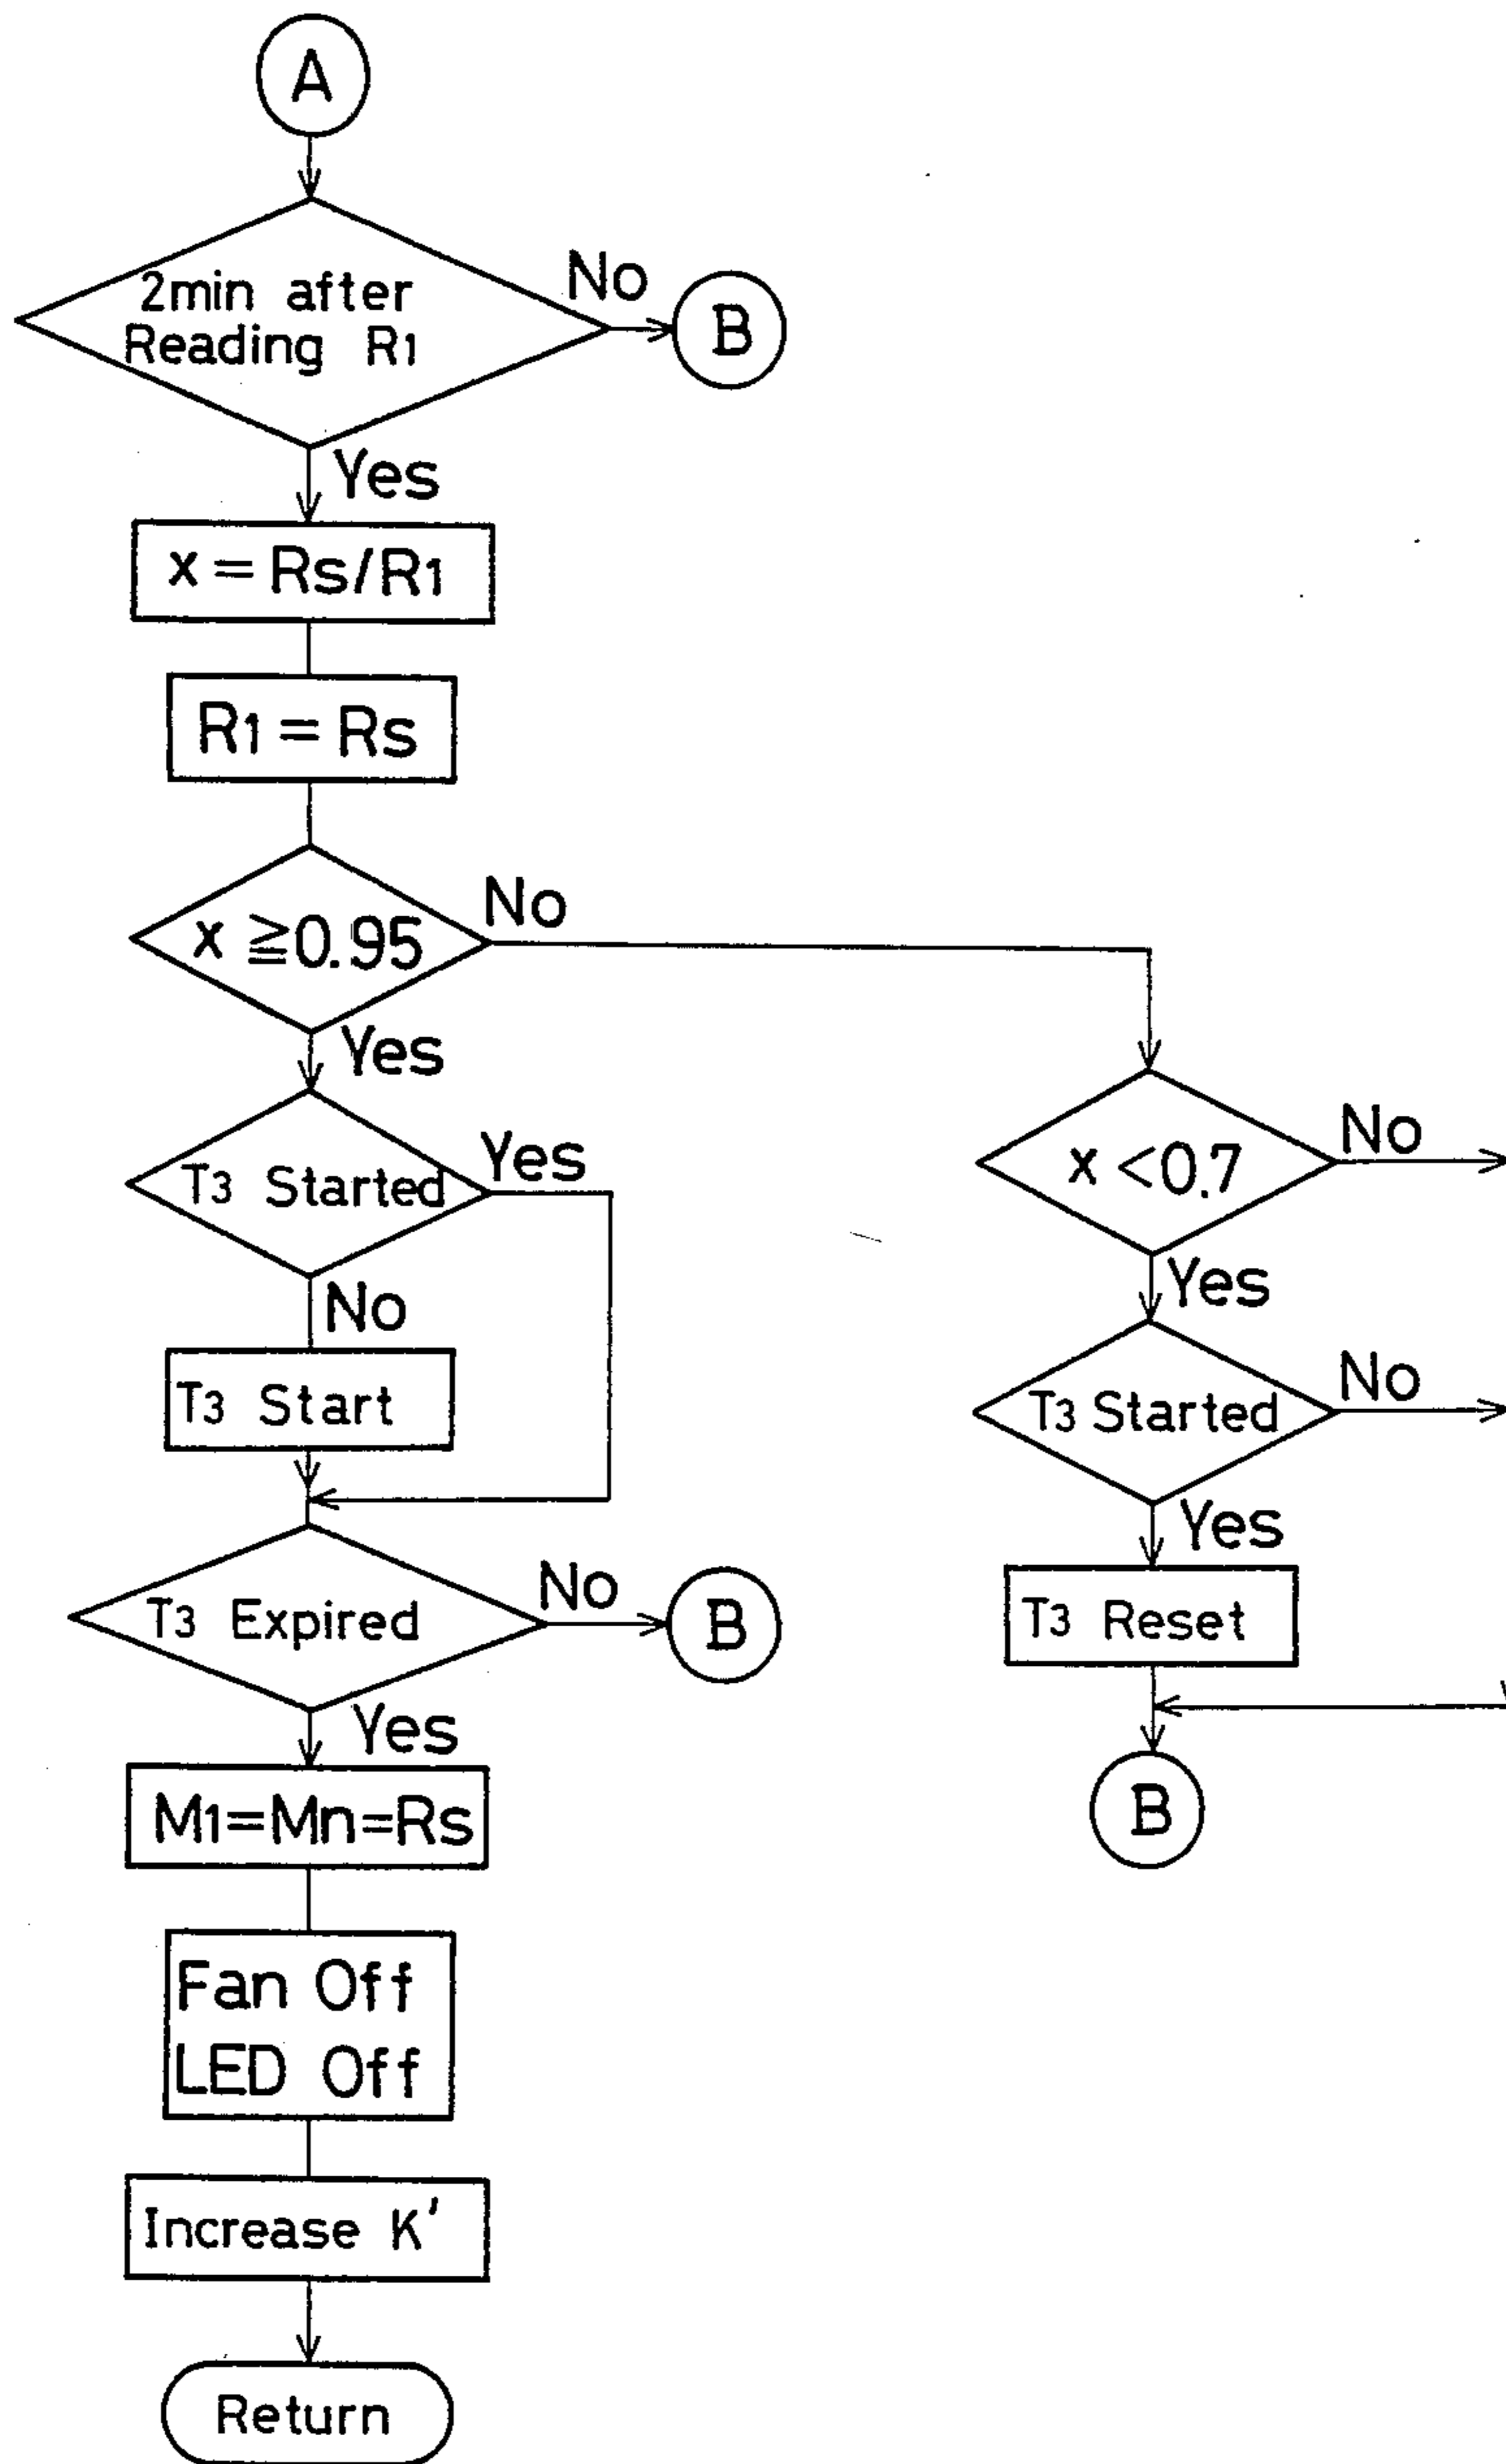 A
2min after
Reading R1
No
B
Yes
x = Rs/R1
R1 = Rs
x ≧0.95
No
Yes
T3 Started
Yes
No
T3 Start
T3 Expired
No
B
Yes
M1=Mn=Rs
Fan Off
LED Off
Increase K'
Return
x <0.7
No
Yes
T3 Started
No
Yes
T3 Reset
B